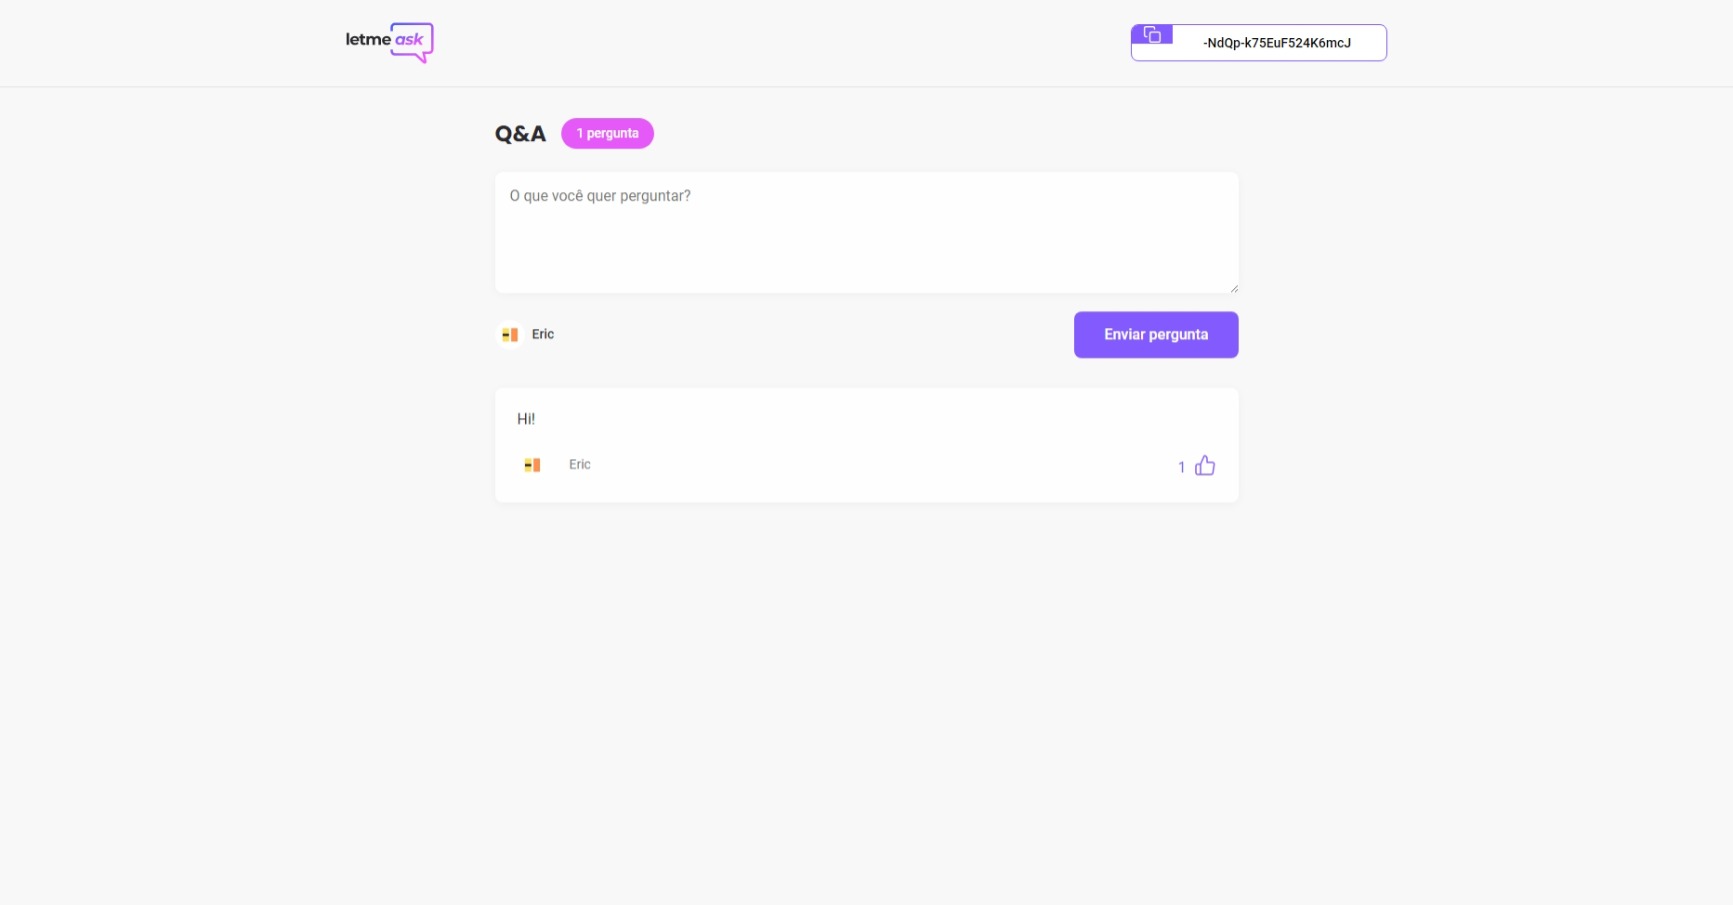 letme ask
-NdQp-k75EuF524K6mcJ
Q&A
1 pergunta
O que você quer perguntar?
Eric
Enviar pergunta
Hi!
Eric
1